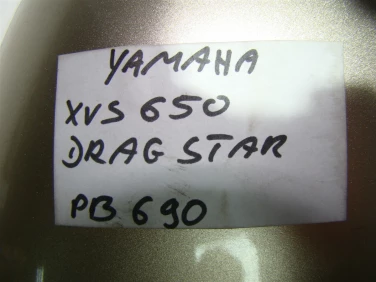 YAMAHA
XVS 650
DRAG STAR
PB 690